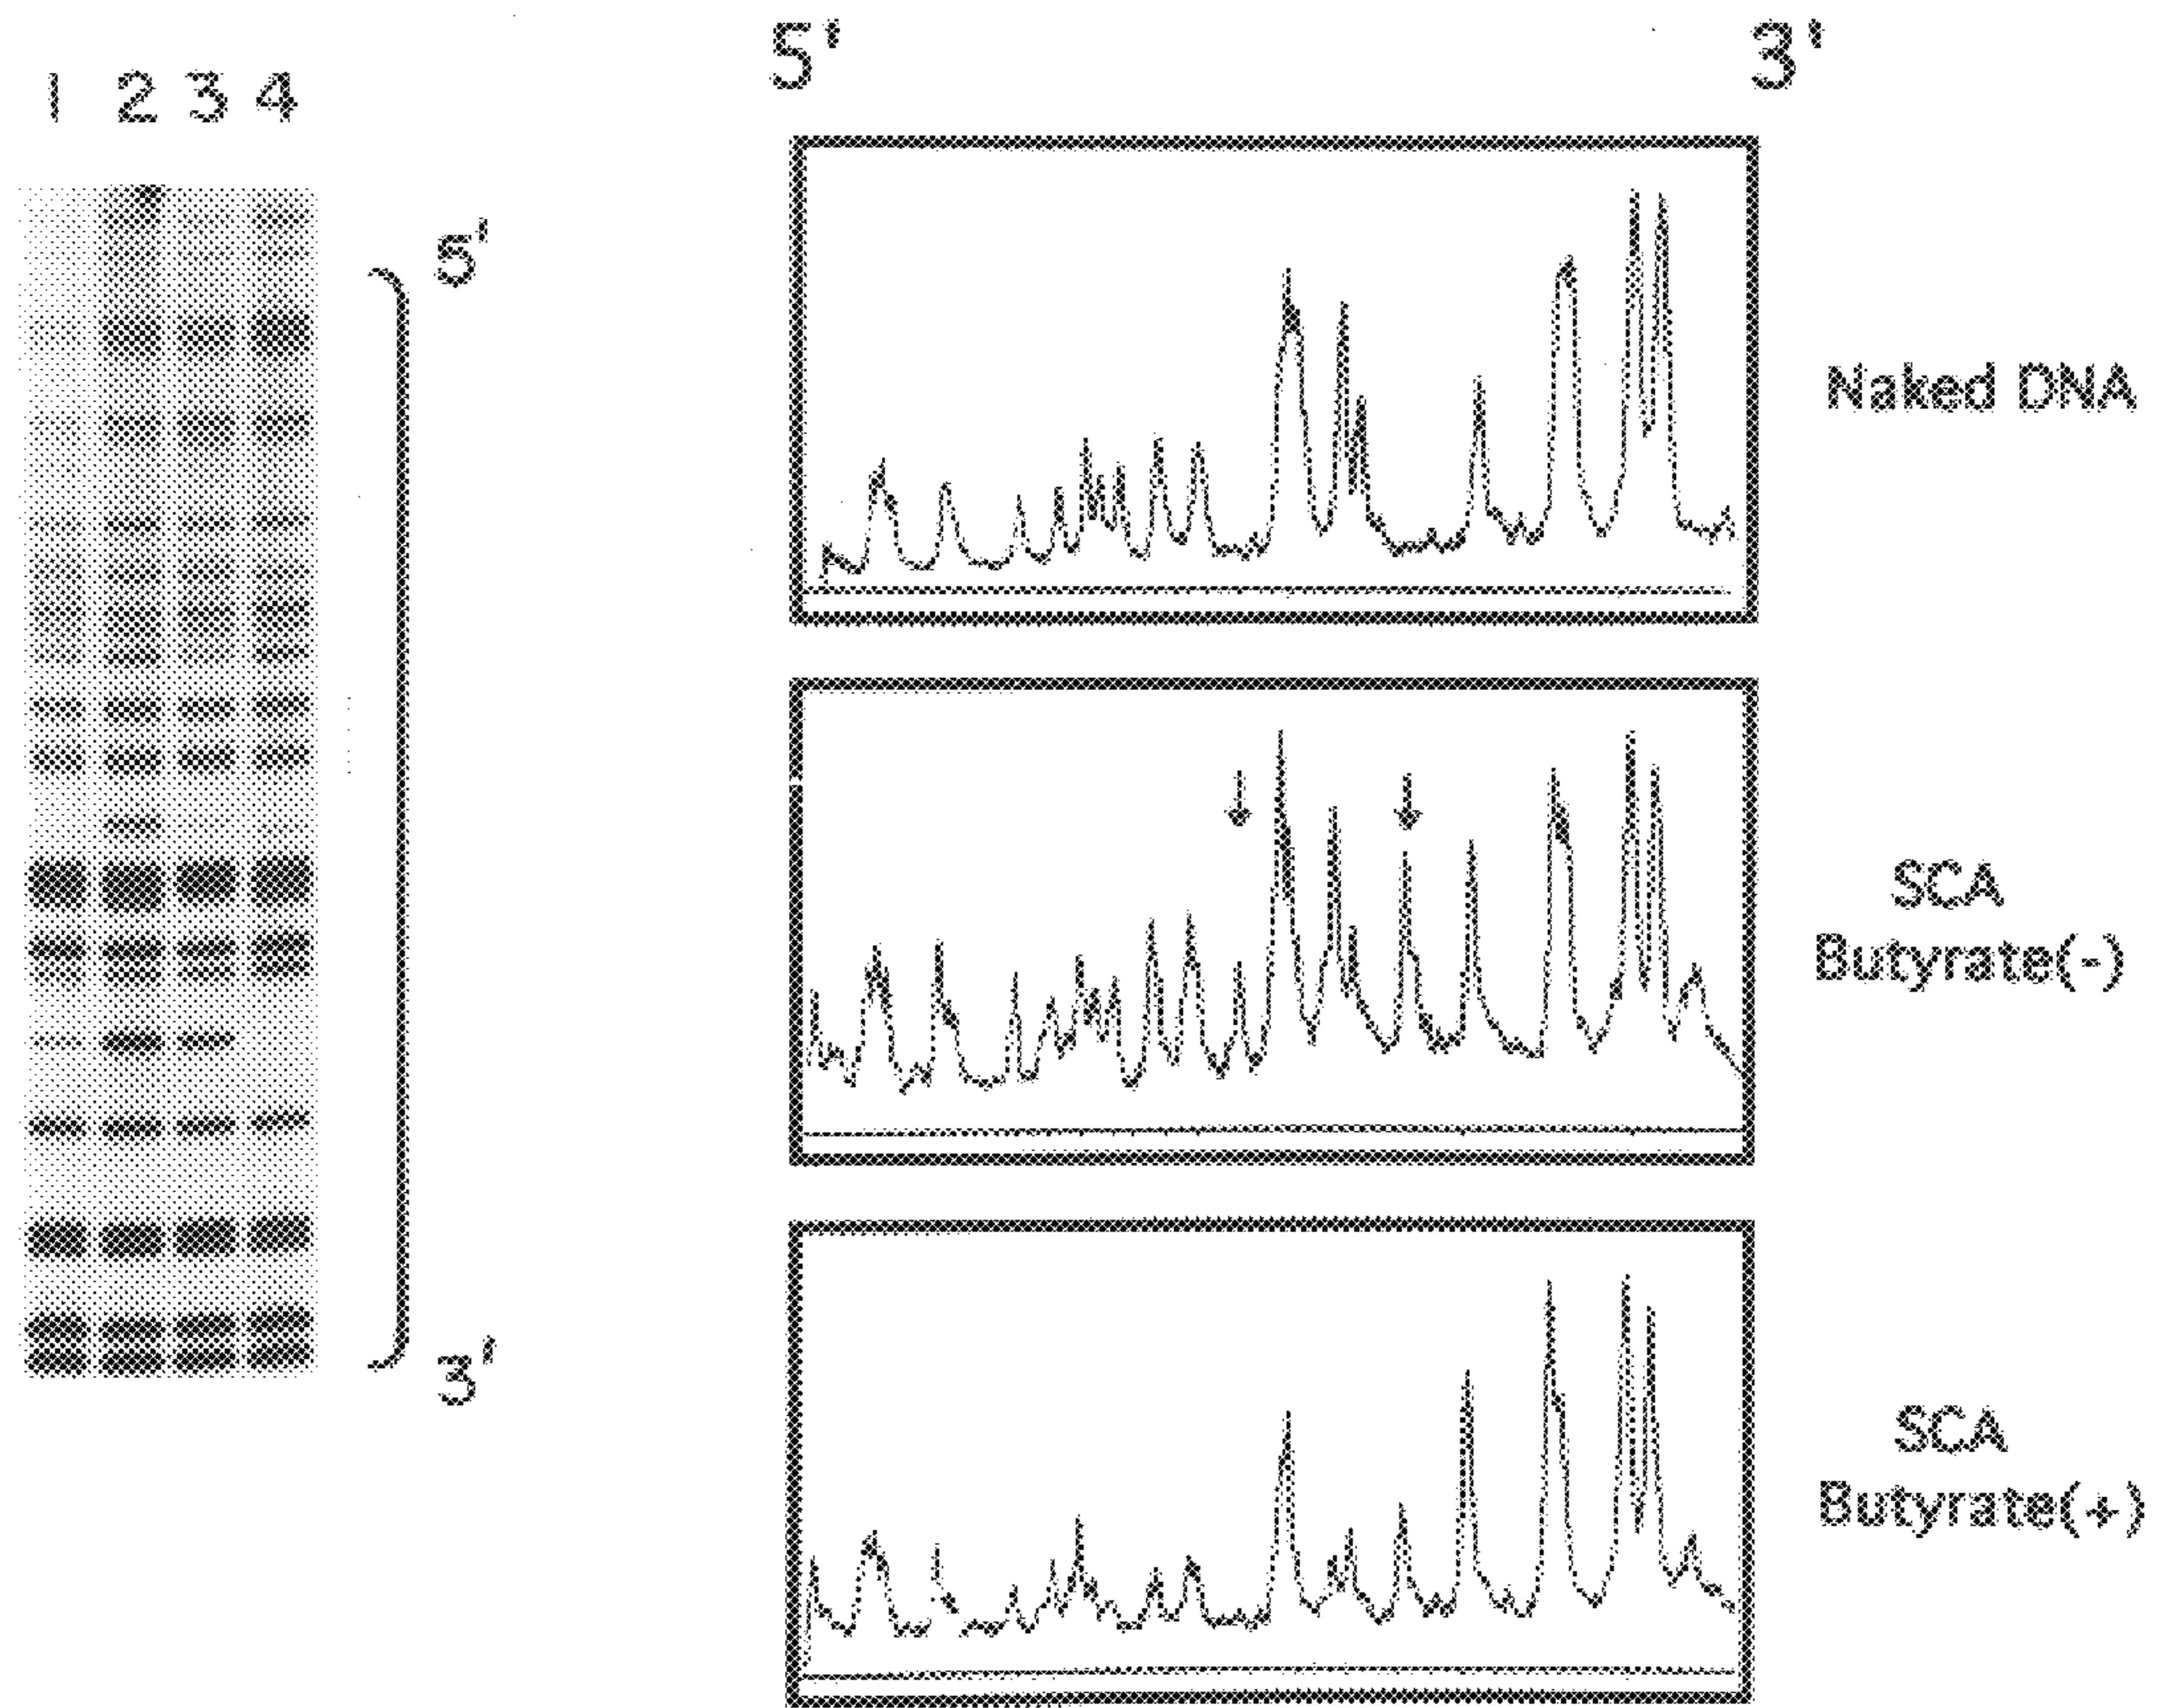 1 2 3 4
5'
3'
5' 3'
Naked DNA
SCA
Butyrate(-)
SCA
Butyrate(+)